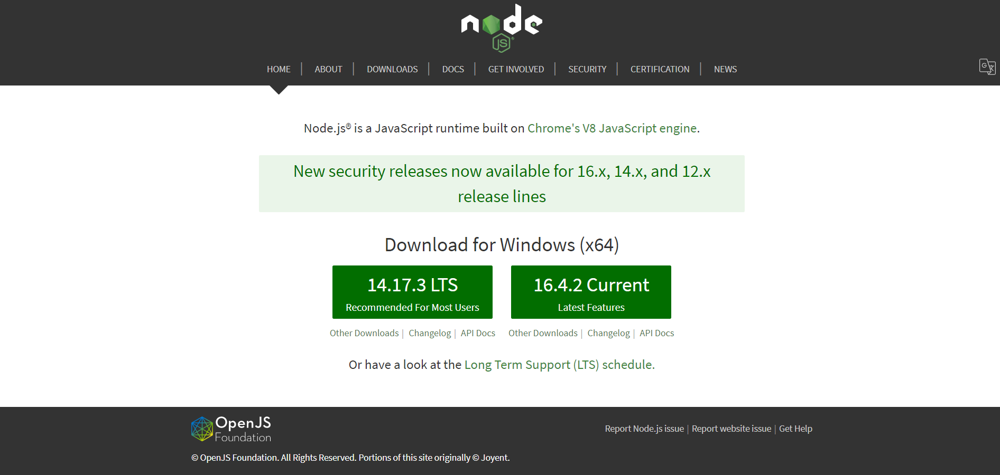 node
JS®
HOME | ABOUT | DOWNLOADS | DOCS | GET INVOLVED | SECURITY | CERTIFICATION | NEWS
G
Node.js® is a JavaScript runtime built on Chrome's V8 JavaScript engine.
New security releases now available for 16.x, 14.x, and 12.x
release lines
Download for Windows (x64)
14.17.3 LTS
Recommended For Most Users
16.4.2 Current
Latest Features
Other Downloads | Changelog | API Docs
Other Downloads | Changelog | API Docs
Or have a look at the Long Term Support (LTS) schedule.
OpenJS
Foundation
Report Node.js issue | Report website issue | Get Help
© OpenJS Foundation. All Rights Reserved. Portions of this site originally © Joyent.